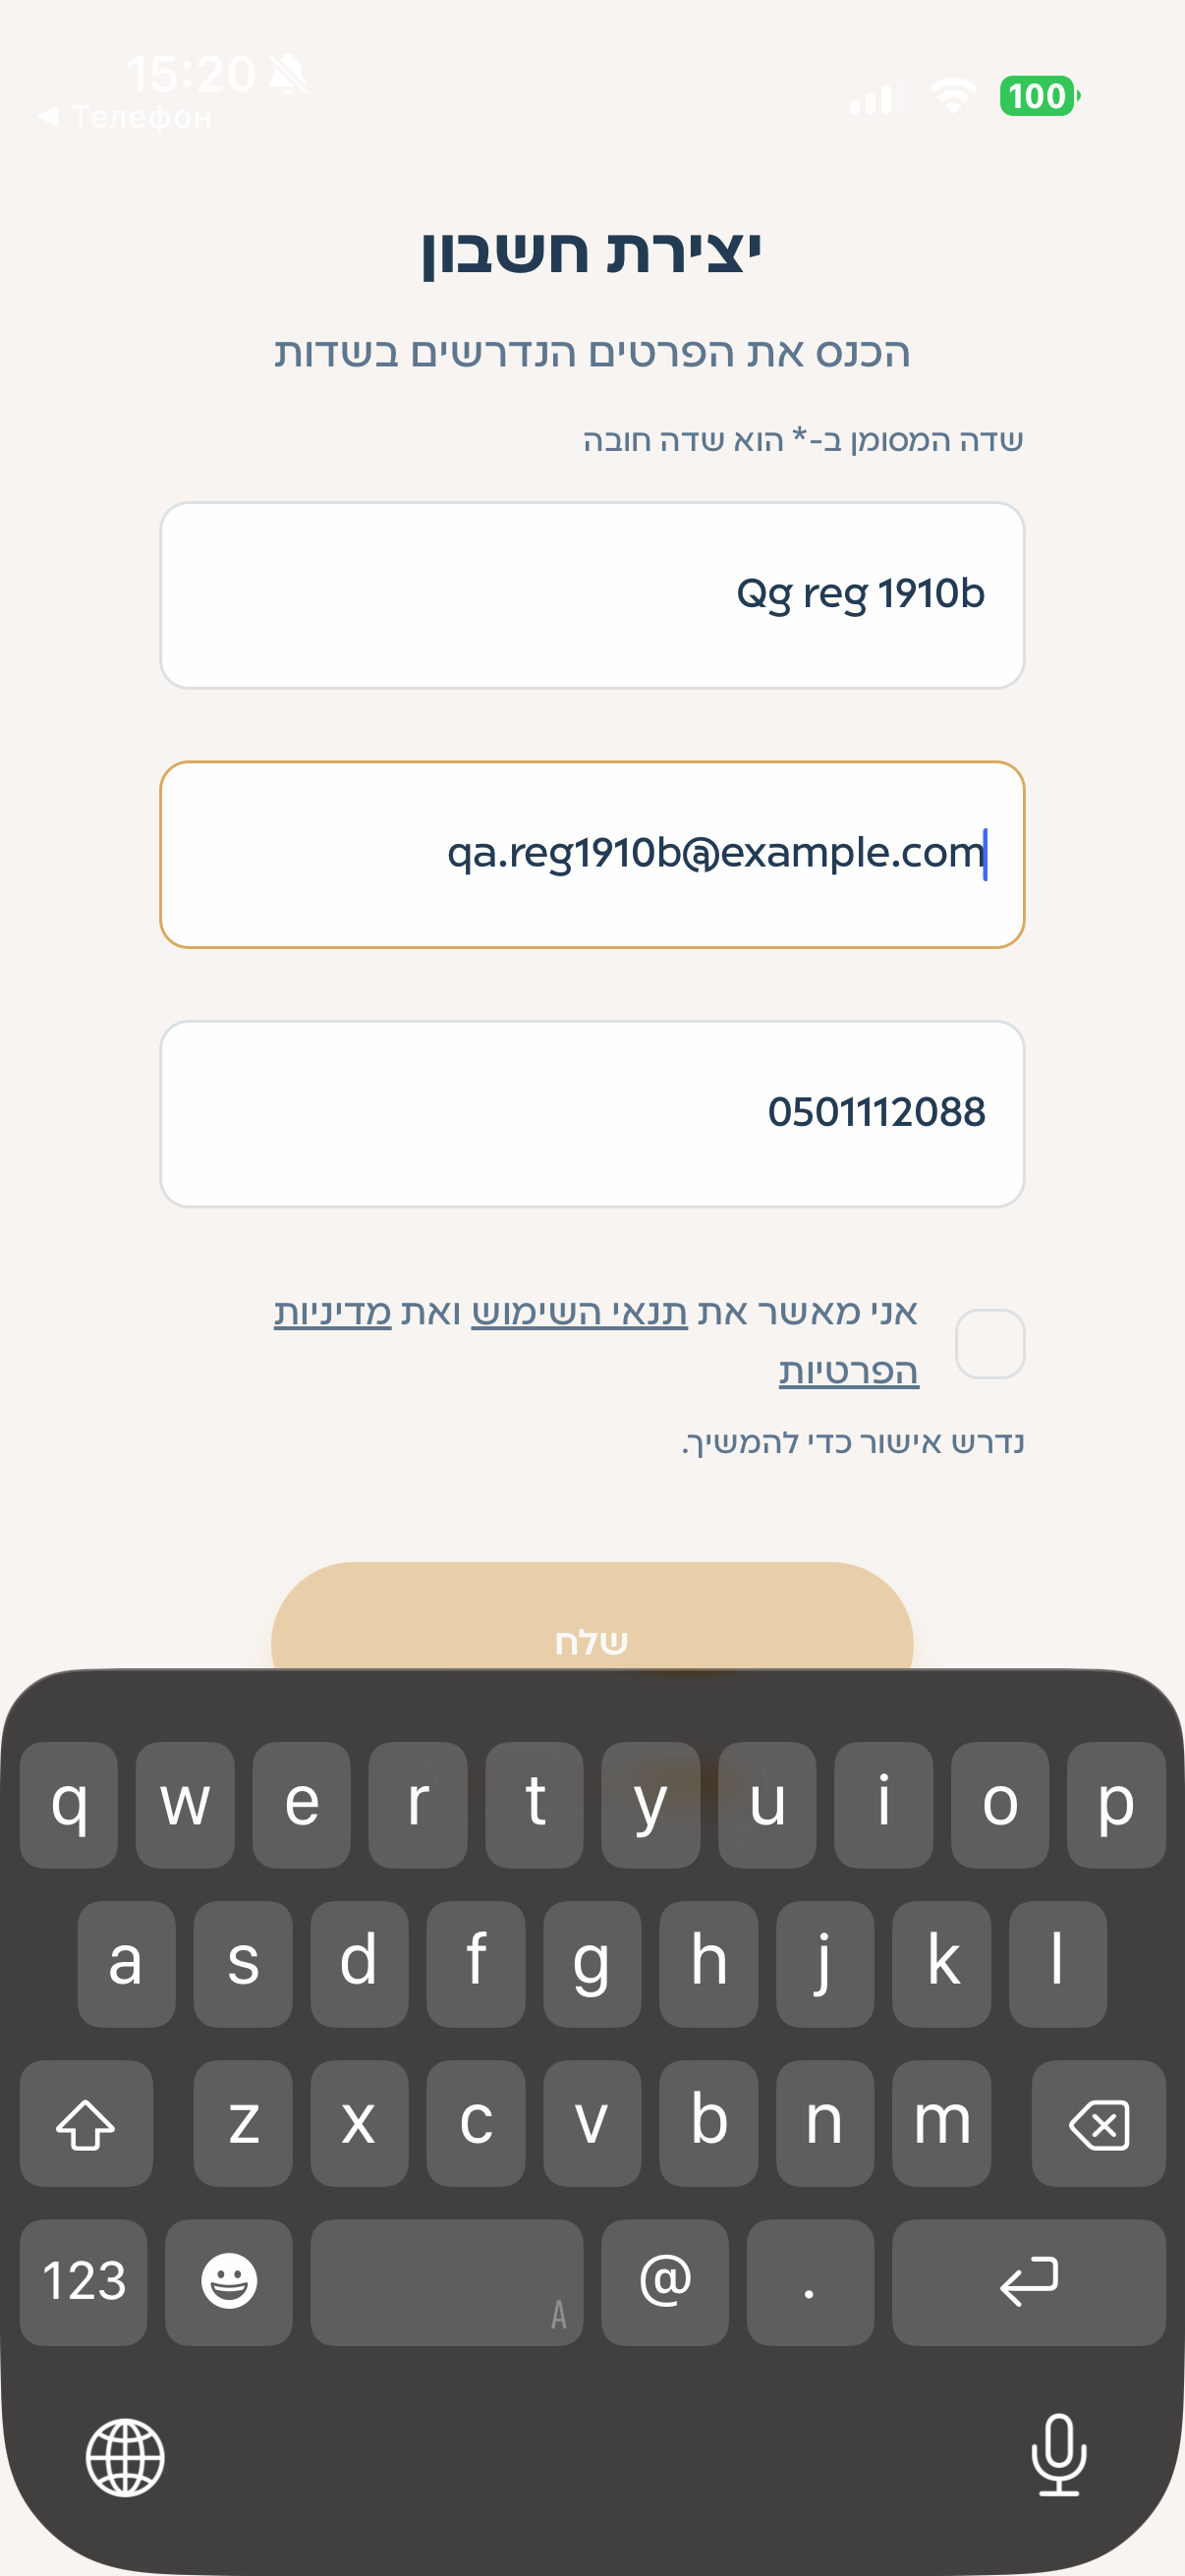 15:20
◀ Телефон
100
יצירת חשבון
הכנס את הפרטים הנדרשים בשדות
שדה המסומן ב-* הוא שדה חובה
Qg reg 1910b
qa.reg1910b@example.com
0501112088
אני מאשר את תנאי השימוש ואת מדיניות
הפרטיות
נדרש אישור כדי להמשיך.
שלח
q w e r t y u i o p
a s d f g h j k l
z x c v b n m
123 A @ .